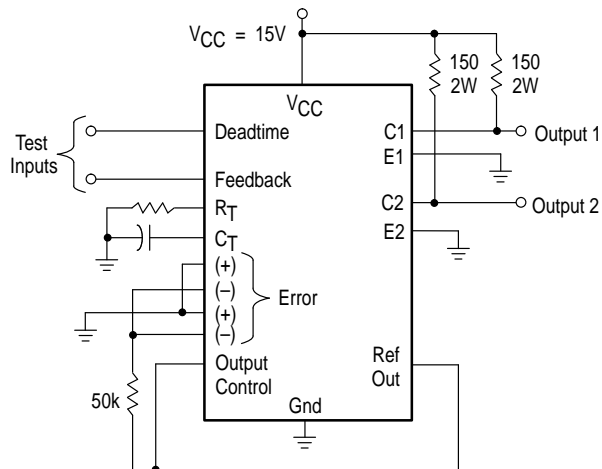 VCC = 15V
150
2W
150
2W
VCC
Test
Inputs
Deadtime
Feedback
RT
CT
(+)
(–)
(+)
(–)
Error
Output
Control
50k
Gnd
C1
E1
C2
E2
Ref
Out
Output 1
Output 2